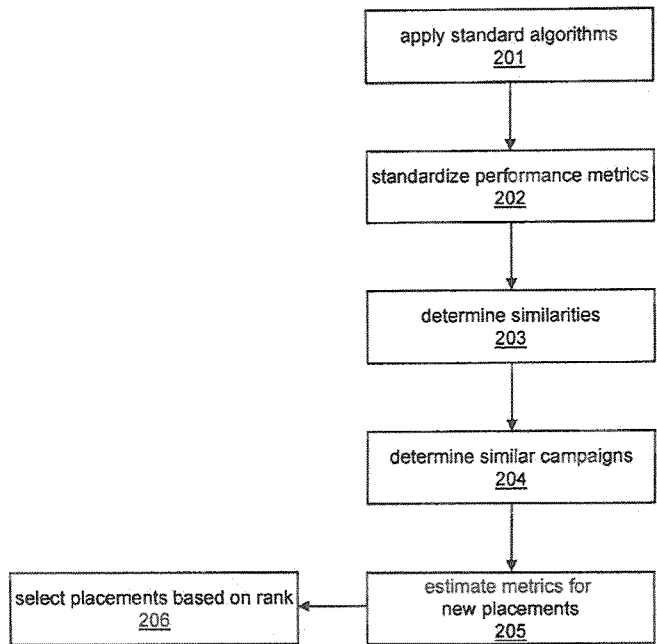 apply standard algorithms
201
standardize performance metrics
202
determine similarities
203
determine similar campaigns
204
estimate metrics for
new placements
205
select placements based on rank
206